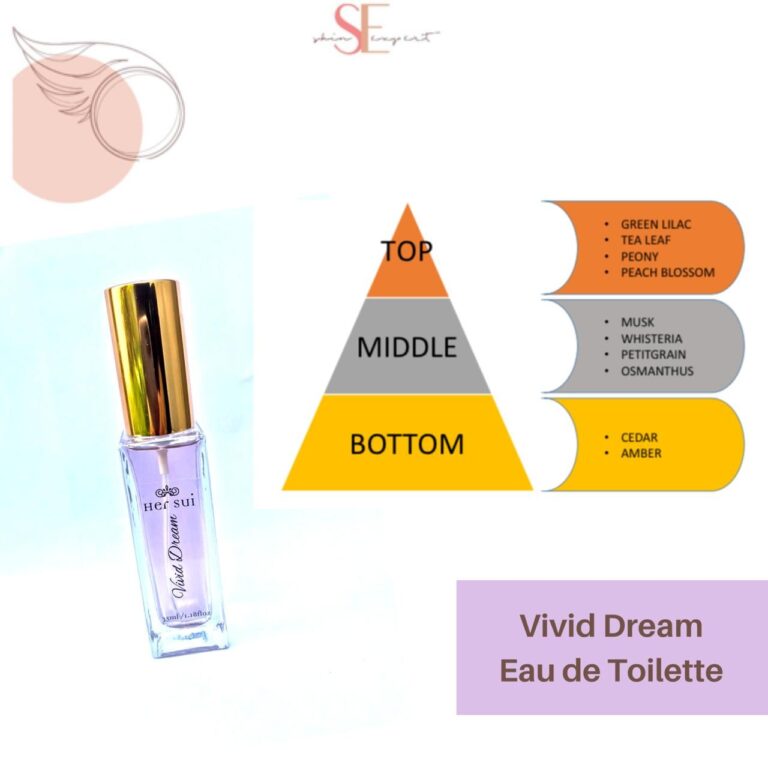 SE
skin expert
TOP
• GREEN LILAC
• TEA LEAF
• PEONY
• PEACH BLOSSOM
MIDDLE
• MUSK
• WHISTERIA
• PETITGRAIN
• OSMANTHUS
BOTTOM
• CEDAR
• AMBER
Her sui
Vivid Dream
Vivid Dream
Eau de Toilette